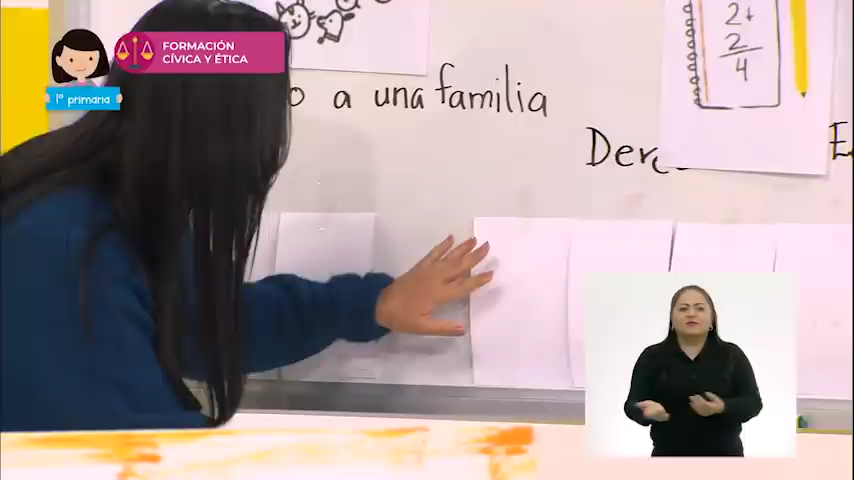 FORMACIÓN
CÍVICA Y ÉTICA
1° primaria
a una familia
2+
2
4